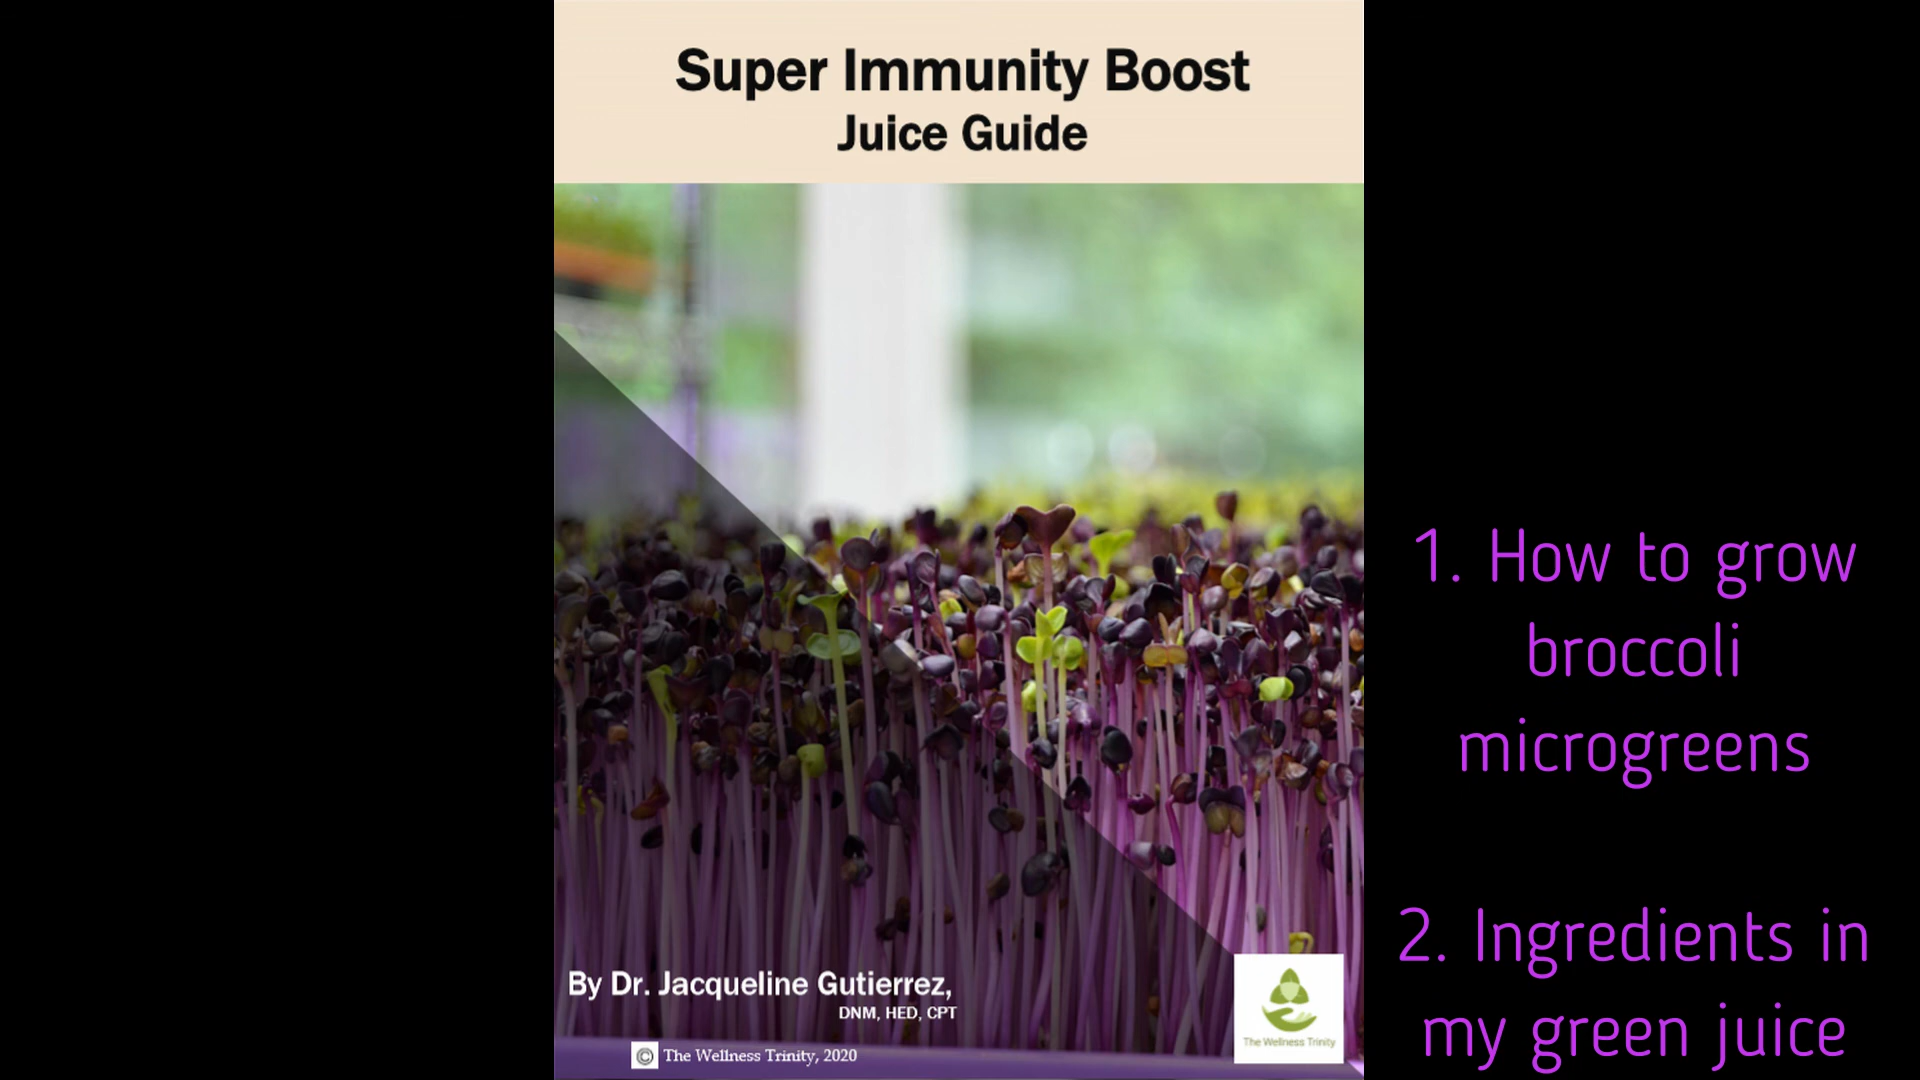 Super Immunity Boost
Juice Guide
By Dr. Jacqueline Gutierrez,
DNM, HED, CPT
© The Wellness Trinity, 2020
The Wellness Trinity
1. How to grow
broccoli
microgreens
2. Ingredients in
my green juice